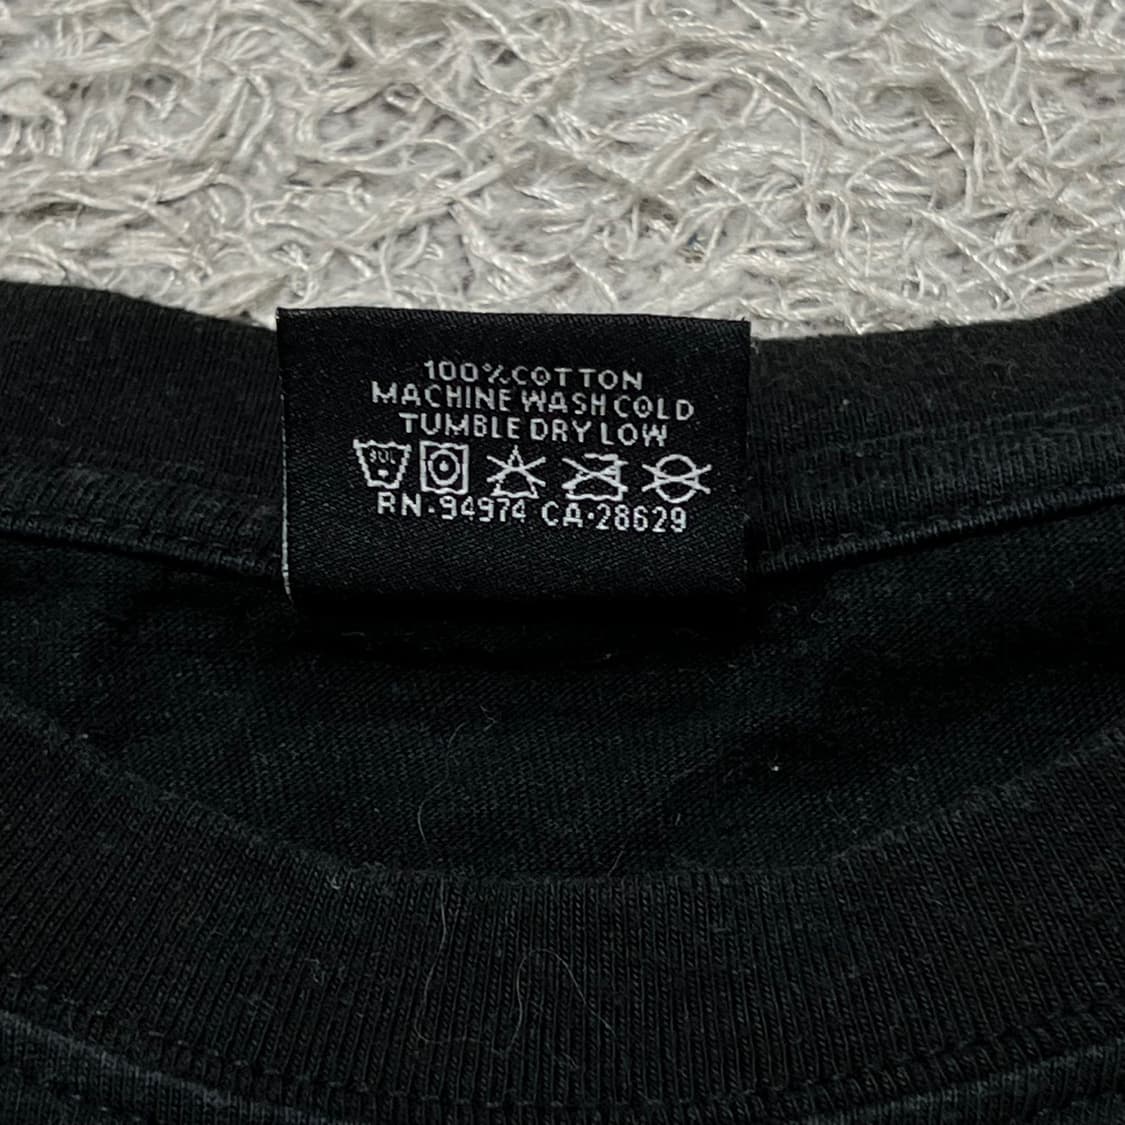 100% COTTON
MACHINE WASH COLD
TUMBLE DRY LOW
RN-94974 CA-28629